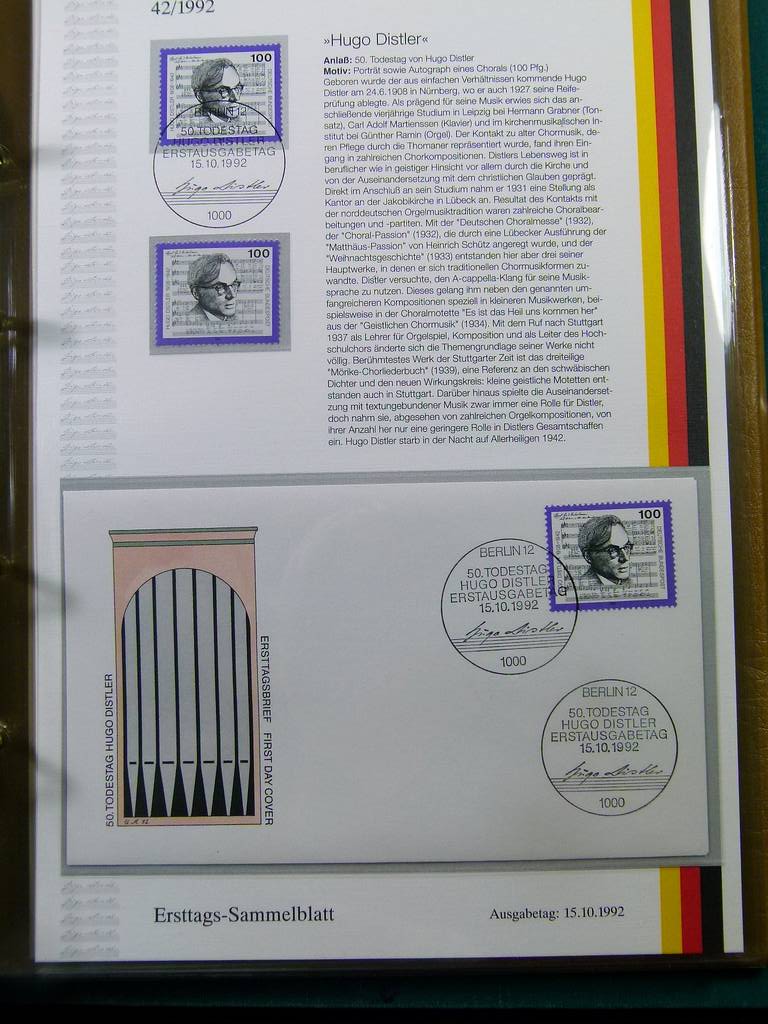 42/1992
»Hugo Distler«
Anlaß: 50. Todestag von Hugo Distler
Motiv: Porträt sowie Autograph eines Chorals (100 Pfg.)
Geboren wurde der aus einfachen Verhältnissen kommende Hugo
Distler am 24.6.1908 in Nürnberg, wo er auch 1927 seine Reife-
prüfung ablegte. Als prägend für seine Musik erwies sich das an-
schließende vierjährige Studium in Leipzig bei Hermann Grabner (Ton-
satz), Carl Adolf Martienssen (Klavier) und im kirchenmusikalischen In-
stitut bei Günther Ramin (Orgel). Der Kontakt zu alter Chormusik, de-
ren Pflege durch die Thomaner repräsentiert wurde, fand ihren Ein-
gang in zahlreichen Chorkompositionen. Distlers Lebensweg ist in
beruflicher wie in geistiger Hinsicht vor allem durch die Kirche und
von der Auseinandersetzung mit dem christlichen Glauben geprägt.
Direkt im Anschluß an sein Studium nahm er 1931 eine Stellung als
Kantor an der Jakobikirche in Lübeck an. Resultat des Kontakts mit
der norddeutschen Orgelmusiktradition waren zahlreiche Choralbear-
beitungen und -partiten. Mit der "Deutschen Choralmesse" (1932),
der "Choral-Passion" (1932), die durch eine Lübecker Ausführung der
"Matthäus-Passion" von Heinrich Schütz angeregt wurde, und der
"Weihnachtsgeschichte" (1933) entstanden hier aber drei seiner
Hauptwerke, in denen er sich traditionellen Chormusikformen zu-
wandte. Distler versuchte, den A-cappella-Klang für seine Musik-
sprache zu nutzen. Dieses gelang ihm neben den genannten um-
fangreicheren Kompositionen speziell in kleineren Musikwerken, bei-
spielsweise in der Choralmotette "Es ist das Heil uns kommen her"
aus der "Geistlichen Chormusik" (1934). Mit dem Ruf nach Stuttgart
1937 als Lehrer für Orgelspiel, Komposition und als Leiter des Hoch-
schulchors änderte sich die Themengrundlage seiner Werke nicht
völlig. Berühmtestes Werk der Stuttgarter Zeit ist das dreiteilige
"Mörike-Chorliederbuch" (1939), eine Referenz an den schwäbischen
Dichter und den neuen Wirkungskreis: kleine geistliche Motetten ent-
standen auch in Stuttgart. Darüber hinaus spielte die Auseinanderset-
zung mit textungebundener Musik zwar immer eine Rolle für Distler,
doch nahm sie, abgesehen von zahlreichen Orgelkompositionen, von
ihrer Anzahl her nur eine geringere Rolle in Distlers Gesamtschaffen
ein. Hugo Distler starb in der Nacht auf Allerheiligen 1942.
100
DEUTSCHE BUNDESPOST
BERLIN 12
50.TODESTAG
HUGO DISTLER
ERSTAUSGABETAG
15.10.1992
Hugo Distler
1000
100
DEUTSCHE BUNDESPOST
50.TODESTAG HUGO DISTLER
ERSTTAGSBRIEF FIRST DAY COVER
100
DEUTSCHE BUNDESPOST
BERLIN 12
50.TODESTAG
HUGO DISTLER
ERSTAUSGABETAG
15.10.1992
Hugo Distler
1000
BERLIN 12
50.TODESTAG
HUGO DISTLER
ERSTAUSGABETAG
15.10.1992
Hugo Distler
1000
Ersttags-Sammelblatt
Ausgabetag: 15.10.1992